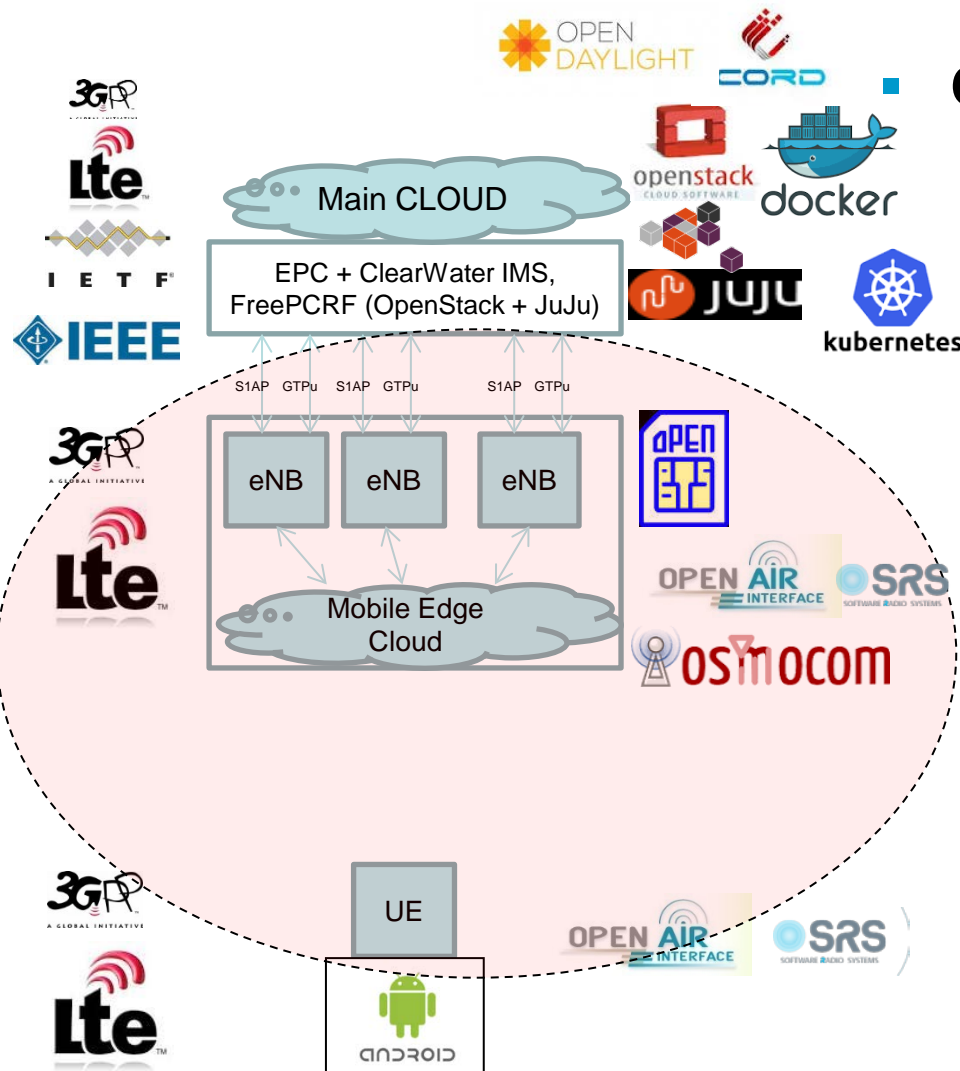 OPEN
DAYLIGHT
CORD
3GPP
A GLOBAL INITIATIVE
Lte
TM
openstack
CLOUD SOFTWARE
docker
Main CLOUD
I E T F®
EPC + ClearWater IMS,
FreePCRF (OpenStack + JuJu)
juju
IEEE
kubernetes
S1AP GTPu S1AP GTPu S1AP GTPu
OPEN
3GPP
A GLOBAL INITIATIVE
eNB eNB eNB
Lte
TM
OPEN AIR
INTERFACE
SRS
SOFTWARE RADIO SYSTEMS
Mobile Edge
Cloud
osmocom
3GPP
A GLOBAL INITIATIVE
UE
OPEN AIR
INTERFACE
SRS
SOFTWARE RADIO SYSTEMS
Lte
TM
ANDROID